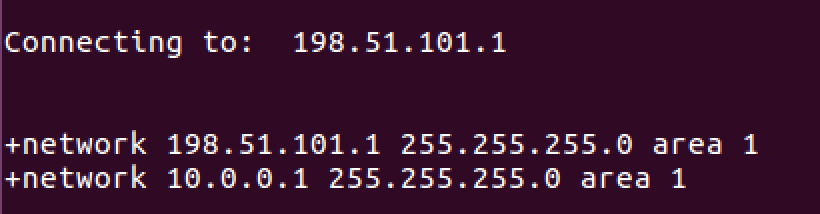 Connecting to:  198.51.101.1
+network 198.51.101.1 255.255.255.0 area 1
+network 10.0.0.1 255.255.255.0 area 1